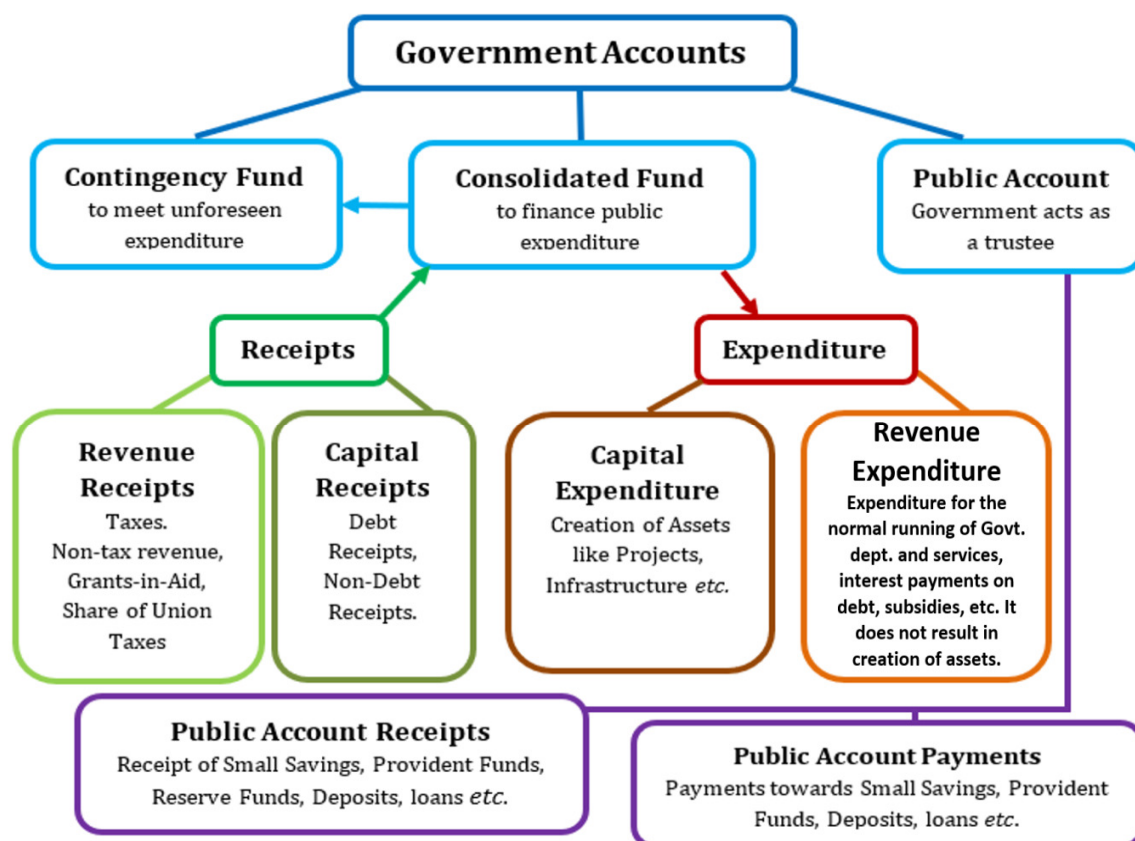 Government Accounts
Contingency Fund
to meet unforeseen
expenditure
Consolidated Fund
to finance public
expenditure
Public Account
Government acts as
a trustee
Receipts
Expenditure
Revenue
Receipts
Taxes.
Non-tax revenue,
Grants-in-Aid,
Share of Union
Taxes
Capital
Receipts
Debt
Receipts,
Non-Debt
Receipts.
Capital
Expenditure
Creation of Assets
like Projects,
Infrastructure etc.
Revenue
Expenditure
Expenditure for the
normal running of Govt.
dept. and services,
interest payments on
debt, subsidies, etc. It
does not result in
creation of assets.
Public Account Receipts
Receipt of Small Savings, Provident Funds,
Reserve Funds, Deposits, loans etc.
Public Account Payments
Payments towards Small Savings, Provident
Funds, Deposits, loans etc.